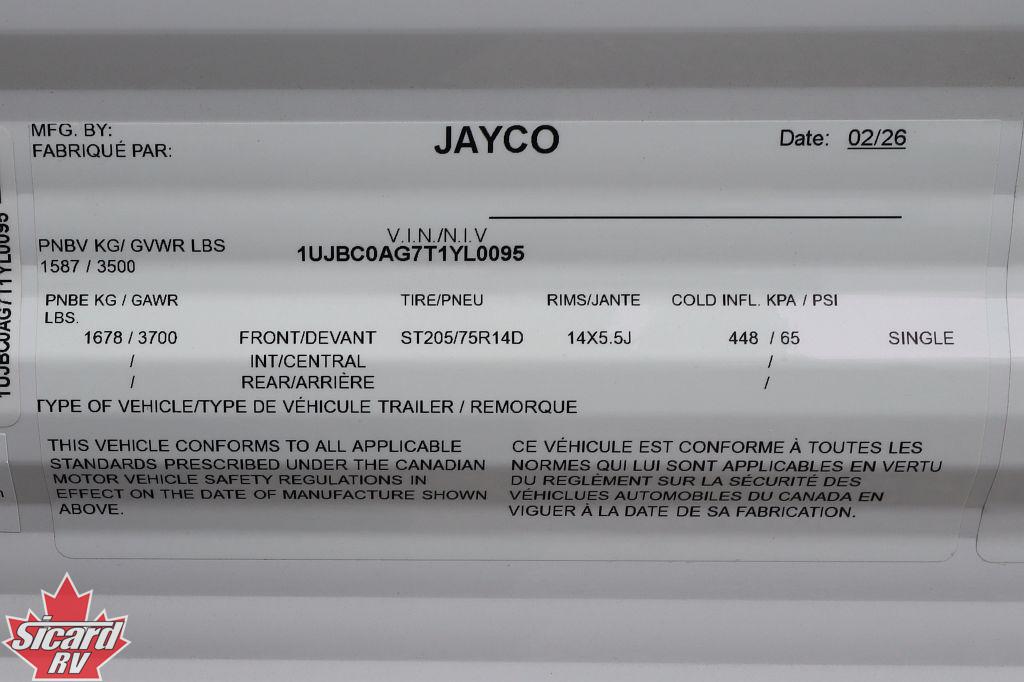 MFG. BY:
FABRIQUÉ PAR:
JAYCO
Date: 02/26
V.I.N./N.I.V
PNBV KG/ GVWR LBS
1UJBC0AG7T1YL0095
1587 / 3500
PNBE KG / GAWR LBS. TIRE/PNEU RIMS/JANTE COLD INFL. KPA / PSI
1678 / 3700 FRONT/DEVANT ST205/75R14D 14X5.5J 448 / 65 SINGLE
/ INT/CENTRAL /
/ REAR/ARRIÈRE /
TYPE OF VEHICLE/TYPE DE VÉHICULE TRAILER / REMORQUE
THIS VEHICLE CONFORMS TO ALL APPLICABLE
STANDARDS PRESCRIBED UNDER THE CANADIAN
MOTOR VEHICLE SAFETY REGULATIONS IN
EFFECT ON THE DATE OF MANUFACTURE SHOWN
ABOVE.
CE VÉHICULE EST CONFORME À TOUTES LES
NORMES QUI LUI SONT APPLICABLES EN VERTU
DU REGLËMENT SUR LA SÉCURITÉ DES
VÉHICLUES AUTOMOBILES DU CANADA EN
VIGUER À LA DATE DE SA FABRICATION.
1UJBC0AG7T1YL0095
Sicard
RV